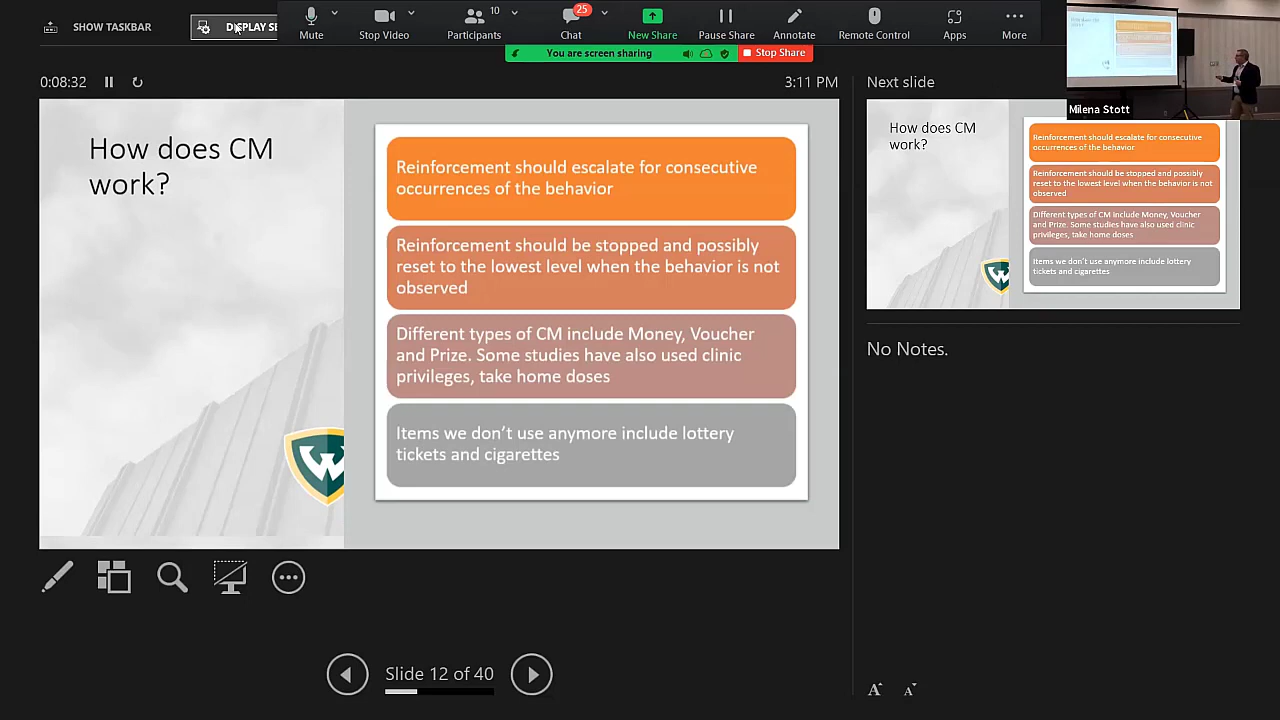 SHOW TASKBAR
DISPLAY SE
Mute
Stop Video
10
Participants
25
Chat
New Share
Pause Share
Annotate
Remote Control
Apps
More
You are screen sharing
Stop Share
Milena Stott
0:08:32
3:11 PM
How does CM
work?
Reinforcement should escalate for consecutive
occurrences of the behavior
Reinforcement should be stopped and possibly
reset to the lowest level when the behavior is not
observed
Different types of CM include Money, Voucher
and Prize. Some studies have also used clinic
privileges, take home doses
Items we don't use anymore include lottery
tickets and cigarettes
W
Slide 12 of 40
Next slide
How does CM
work?
Reinforcement should escalate for consecutive
occurrences of the behavior
Reinforcement should be stopped and possibly
reset to the lowest level when the behavior is not
observed
Different types of CM include Money, Voucher
and Prize. Some studies have also used clinic
privileges, take home doses
Items we don't use anymore include lottery
tickets and cigarettes
W
No Notes.
A
A